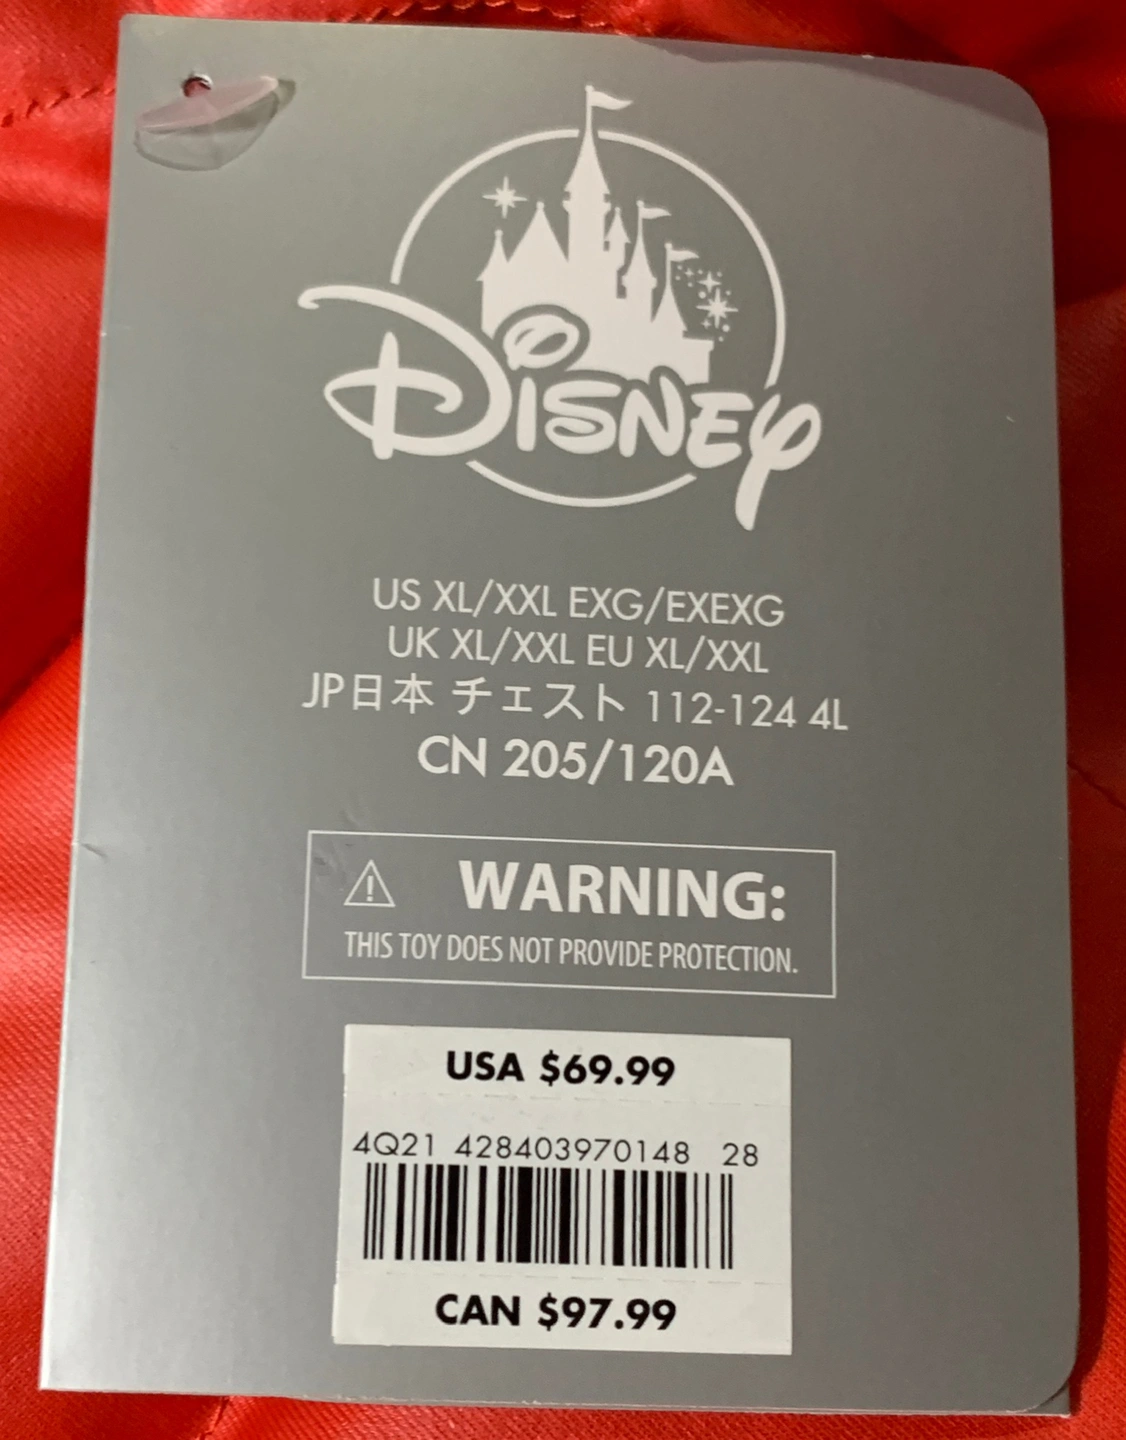 Disney
US XL/XXL EXG/EXEXG
UK XL/XXL EU XL/XXL
JP日本 チェスト 112-124 4L
CN 205/120A
WARNING:
THIS TOY DOES NOT PROVIDE PROTECTION.
USA $69.99
4Q21 428403970148 28
CAN $97.99